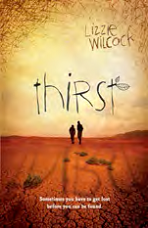 Lizzie
Wilcock
thirst
Sometimes you have to get lost
before you can be found